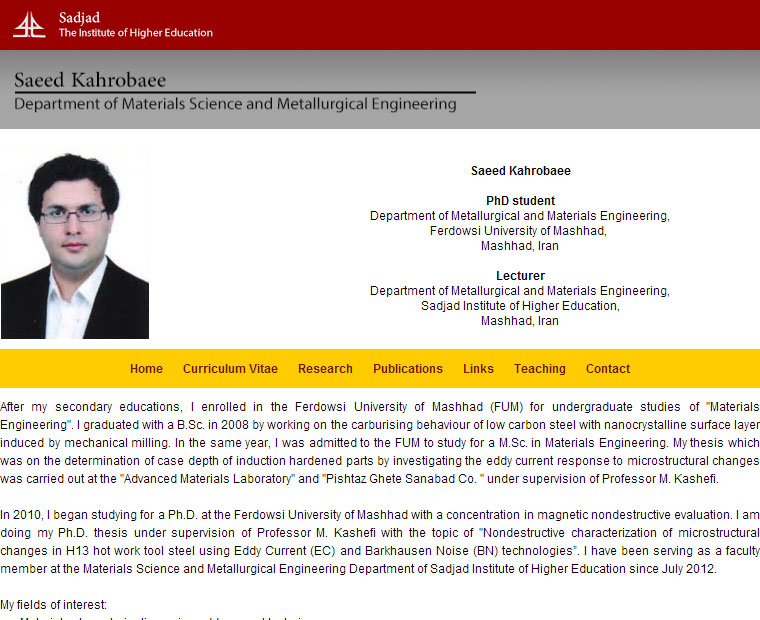 Sadjad
The Institute of Higher Education
Saeed Kahrobaee
Department of Materials Science and Metallurgical Engineering
Saeed Kahrobaee
PhD student
Department of Metallurgical and Materials Engineering,
Ferdowsi University of Mashhad,
Mashhad, Iran
Lecturer
Department of Metallurgical and Materials Engineering,
Sadjad Institute of Higher Education,
Mashhad, Iran
Home Curriculum Vitae Research Publications Links Teaching Contact
After my secondary educations, I enrolled in the Ferdowsi University of Mashhad (FUM) for undergraduate studies of "Materials
Engineering". I graduated with a B.Sc. in 2008 by working on the carburising behaviour of low carbon steel with nanocrystalline surface layer
induced by mechanical milling. In the same year, I was admitted to the FUM to study for a M.Sc. in Materials Engineering. My thesis which
was on the determination of case depth of induction hardened parts by investigating the eddy current response to microstructural changes
was carried out at the "Advanced Materials Laboratory" and "Pishtaz Ghete Sanabad Co. " under supervision of Professor M. Kashefi.
In 2010, I began studying for a Ph.D. at the Ferdowsi University of Mashhad with a concentration in magnetic nondestructive evaluation. I am
doing my Ph.D. thesis under supervision of Professor M. Kashefi with the topic of "Nondestructive characterization of microstructural
changes in H13 hot work tool steel using Eddy Current (EC) and Barkhausen Noise (BN) technologies". I have been serving as a faculty
member at the Materials Science and Metallurgical Engineering Department of Sadjad Institute of Higher Education since July 2012.
My fields of interest: